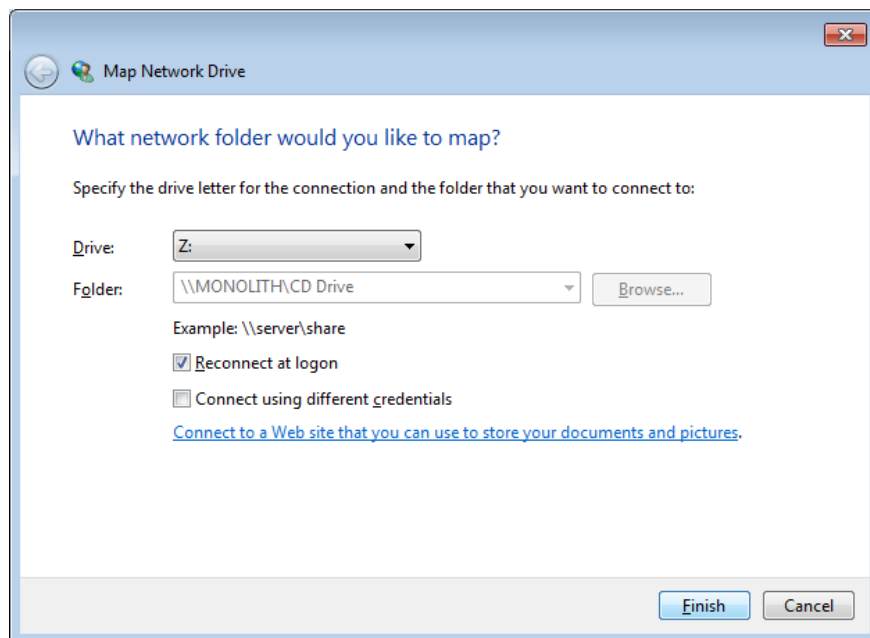 Map Network Drive
What network folder would you like to map?
Specify the drive letter for the connection and the folder that you want to connect to:
Drive: Z:
Folder: \\MONOLITH\CD Drive Browse...
Example: \\server\share
Reconnect at logon
Connect using different credentials
Connect to a Web site that you can use to store your documents and pictures.
Finish Cancel